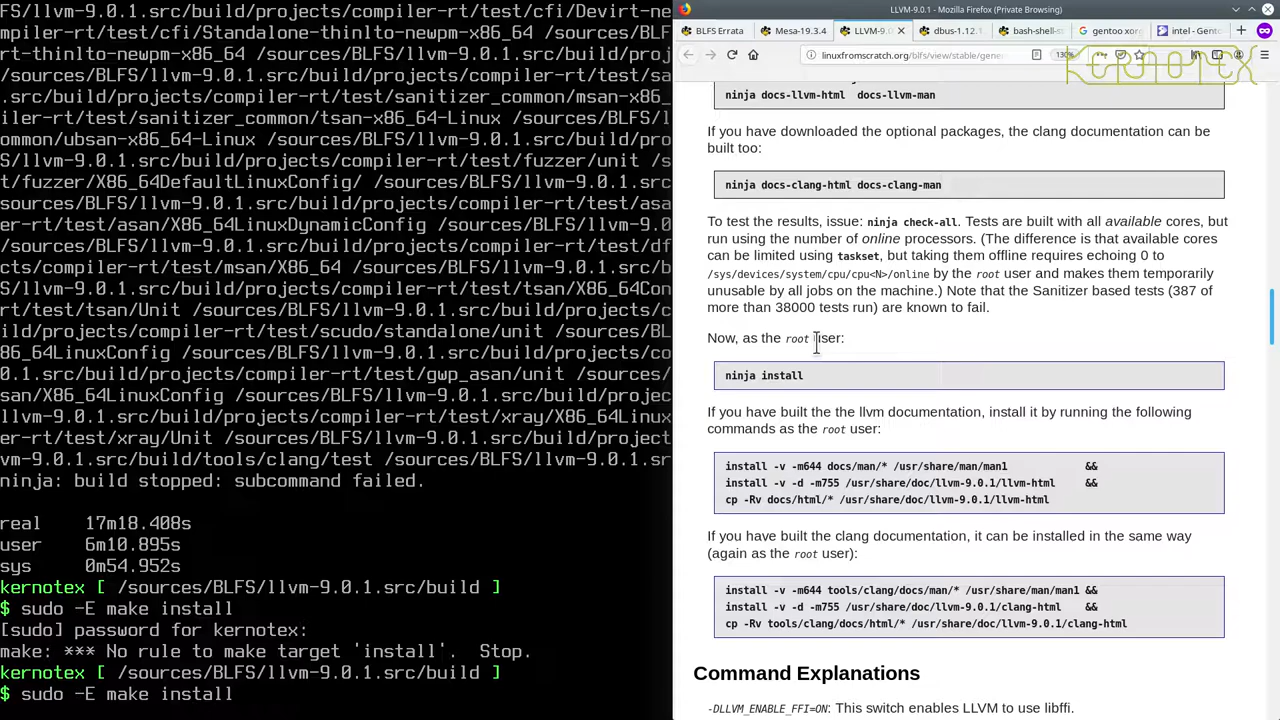 FS/llvm-9.0.1.src/build/projects/compiler-rt/test/cfi/Devirt-ne
mpiler-rt/test/cfi/Standalone-thinlto-newpm-x86_64 /sources/BLF
rt-thinlto-newpm-x86_64 /sources/BLFS/llvm-9.0.1.src/build/proj
/sources/BLFS/llvm-9.0.1.src/build/projects/compiler-rt/test/sa
.src/build/projects/compiler-rt/test/sanitizer_common/msan-x86_
iler-rt/test/sanitizer_common/tsan-x86_64-Linux /sources/BLFS/l
ommon/ubsan-x86_64-Linux /sources/BLFS/llvm-9.0.1.src/build/pro
/sources/BLFS/llvm-9.0.1.src/build/projects/compiler-rt/test/sc
9.0.1.src/build/projects/compiler-rt/test/fuzzer/unit /s
t/fuzzer/X86_64DefaultLinuxConfig/ /sources/BLFS/llvm-9.0.1.src
/build/projects/compiler-rt/test/asa
er-rt/test/asan/X86_64LinuxDynamicConfig /sources/BLFS/llvm-9.0
cts/compiler-rt/test/df
cts/compiler-rt/test/msan/X86_64 /sources/BLFS/llvm-9.0.1.src/b
/test/tsan/X86_64Con
rt/test/tsan/Unit /sources/BLFS/llvm-9.0.1.src/build/projects/c
uild/projects/compiler-rt/test/scudo/standalone/unit /sources/BL
86_64LinuxConfig /sources/BLFS/llvm-9.0.1.src/build/projects/co
/compiler-rt/test/gwp_asan/unit /sources/
san/X86_64LinuxConfig /sources/BLFS/llvm-9.0.1.src/build/projec
llvm-9.0.1.src/build/projects/compiler-rt/test/xray/X86_64Linux
er-rt/test/xray/Unit /sources/BLFS/llvm-9.0.1.src/build/project
vm-9.0.1.src/build/tools/clang/test /sources/BLFS/llvm-9.0.1.sr
ninja: build stopped: subcommand failed.
real 17m18.408s
user 6m10.895s
sys 0m54.952s
kernotex [ /sources/BLFS/llvm-9.0.1.src/build ]
$ sudo -E make install
[sudo] password for kernotex:
make: *** No rule to make target 'install'.  Stop.
kernotex [ /sources/BLFS/llvm-9.0.1.src/build ]
$ sudo -E make install
LLVM-9.0.1 - Mozilla Firefox (Private Browsing)
BLFS Errata
Mesa-19.3.4
LLVM-9.0
dbus-1.12.1
bash-shell-s
gentoo xorg
intel - Gento
linuxfromscratch.org/blfs/view/stable/gene
130%
KERNOTEX
ninja docs-llvm-html  docs-llvm-man
If you have downloaded the optional packages, the clang documentation can be
built too:
ninja docs-clang-html docs-clang-man
To test the results, issue: ninja check-all. Tests are built with all available cores, but
run using the number of online processors. (The difference is that available cores
can be limited using taskset, but taking them offline requires echoing 0 to
/sys/devices/system/cpu/cpu<N>/online by the root user and makes them temporarily
unusable by all jobs on the machine.) Note that the Sanitizer based tests (387 of
more than 38000 tests run) are known to fail.
Now, as the root user:
ninja install
If you have built the the llvm documentation, install it by running the following
commands as the root user:
install -v -m644 docs/man/* /usr/share/man/man1 &&
install -v -d -m755 /usr/share/doc/llvm-9.0.1/llvm-html &&
cp -Rv docs/html/* /usr/share/doc/llvm-9.0.1/llvm-html
If you have built the clang documentation, it can be installed in the same way
(again as the root user):
install -v -m644 tools/clang/docs/man/* /usr/share/man/man1 &&
install -v -d -m755 /usr/share/doc/llvm-9.0.1/clang-html &&
cp -Rv tools/clang/docs/html/* /usr/share/doc/llvm-9.0.1/clang-html
Command Explanations
-DLLVM_ENABLE_FFI=ON: This switch enables LLVM to use libffi.